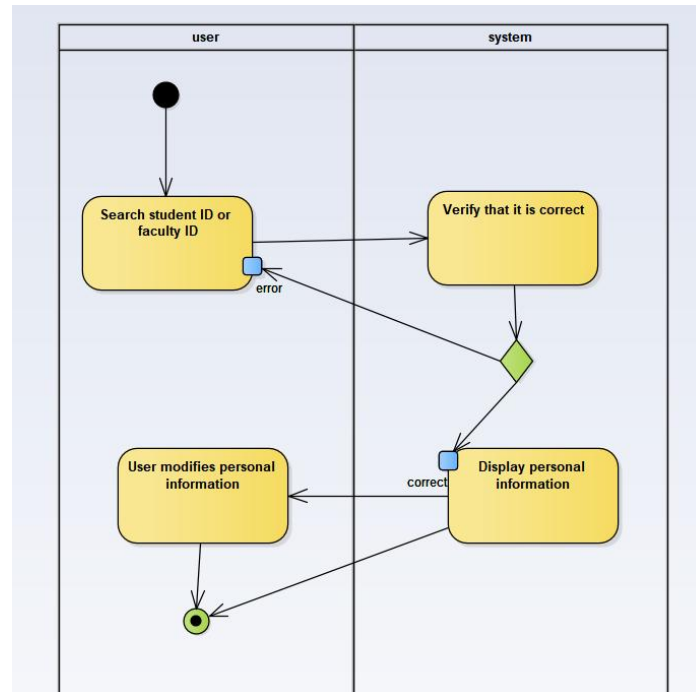 user
system
Search student ID or
faculty ID
Verify that it is correct
error
User modifies personal
information
correct
Display personal
information